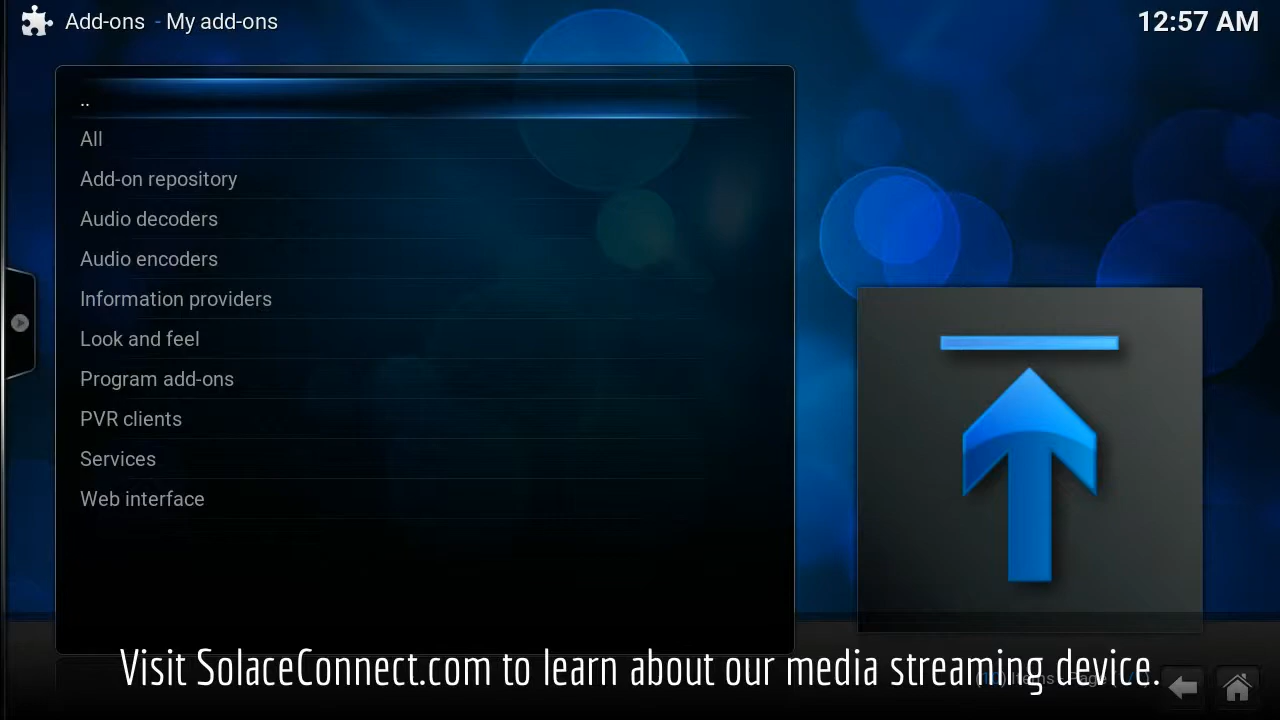 Add-ons - My add-ons
12:57 AM
..
All
Add-on repository
Audio decoders
Audio encoders
Information providers
Look and feel
Program add-ons
PVR clients
Services
Web interface
Visit SolaceConnect.com to learn about our media streaming device.